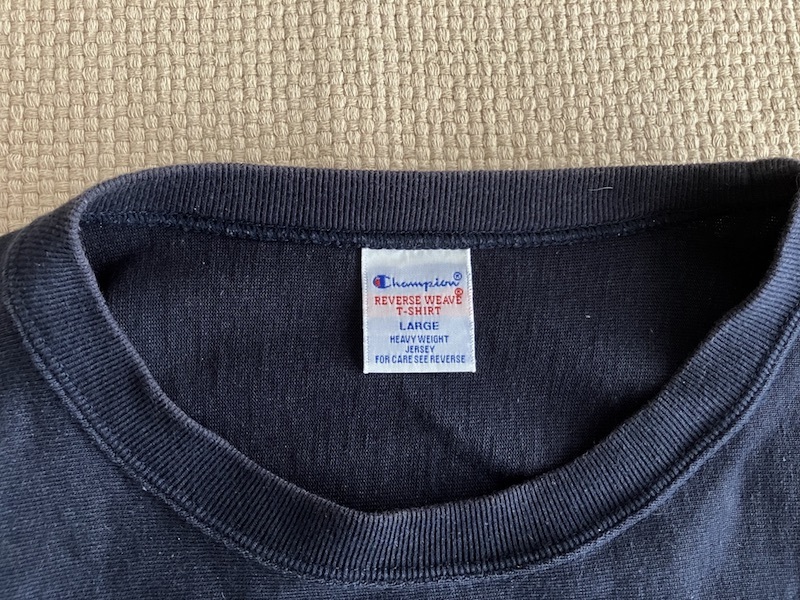 Champion®
REVERSE WEAVE®
T-SHIRT
LARGE
HEAVY WEIGHT
JERSEY
FOR CARE SEE REVERSE